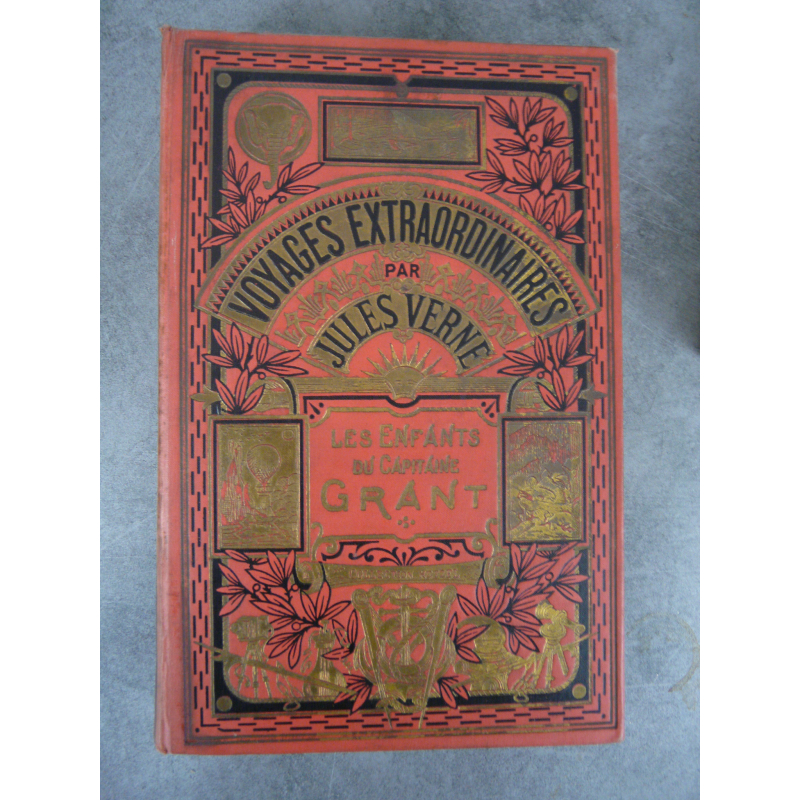 VOYAGES EXTRAORDINAIRES
PAR
JULES VERNE
LES ENFANTS
DU CAPITAINE
GRANT